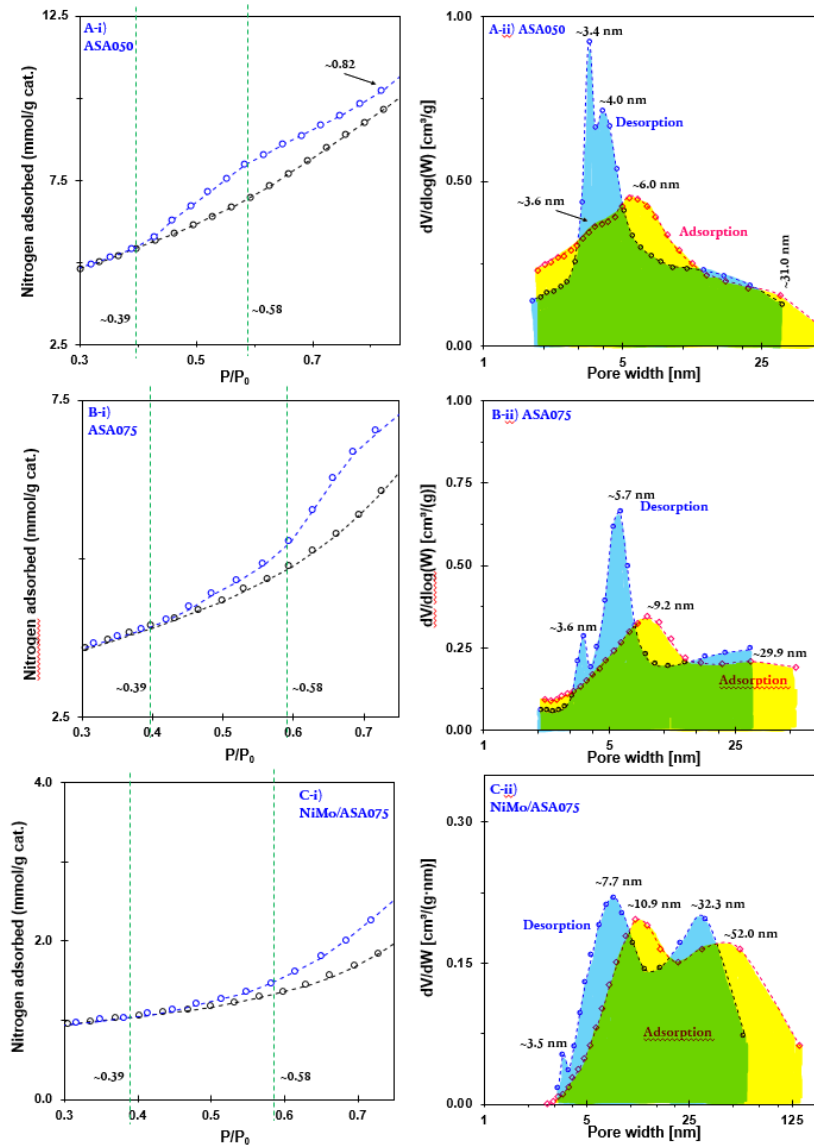 A-i)
ASA050
12.5
7.5
2.5
Nitrogen adsorbed (mmol/g cat.)
~0.82
~0.39
~0.58
0.3
0.5
0.7
P/P₀
A-ii) ASA050
1.00
0.50
0.00
dV/dlog(W) [cm³/g]
~3.4 nm
~4.0 nm
Desorption
~3.6 nm
~6.0 nm
Adsorption
~31.0 nm
1
5
25
Pore width [nm]
B-i)
ASA075
7.5
2.5
Nitrogen adsorbed (mmol/g cat.)
~0.39
~0.58
0.3
0.4
0.5
0.6
0.7
P/P₀
B-ii) ASA075
1.00
0.75
0.50
0.25
0.00
dV/dlog(W) [cm³/(g)]
~5.7 nm
Desorption
~3.6 nm
~9.2 nm
~29.9 nm
Adsorption
1
5
25
Pore width [nm]
C-i)
NiMo/ASA075
4.0
2.0
0.0
Nitrogen adsorbed (mmol/g cat.)
~0.39
~0.58
0.3
0.4
0.5
0.6
0.7
P/P₀
C-ii)
NiMo/ASA075
0.30
0.15
0.00
dV/dW [cm³/(g·nm)]
~7.7 nm
~10.9 nm
~32.3 nm
Desorption
~52.0 nm
~3.5 nm
Adsorption
1
5
25
125
Pore width [nm]